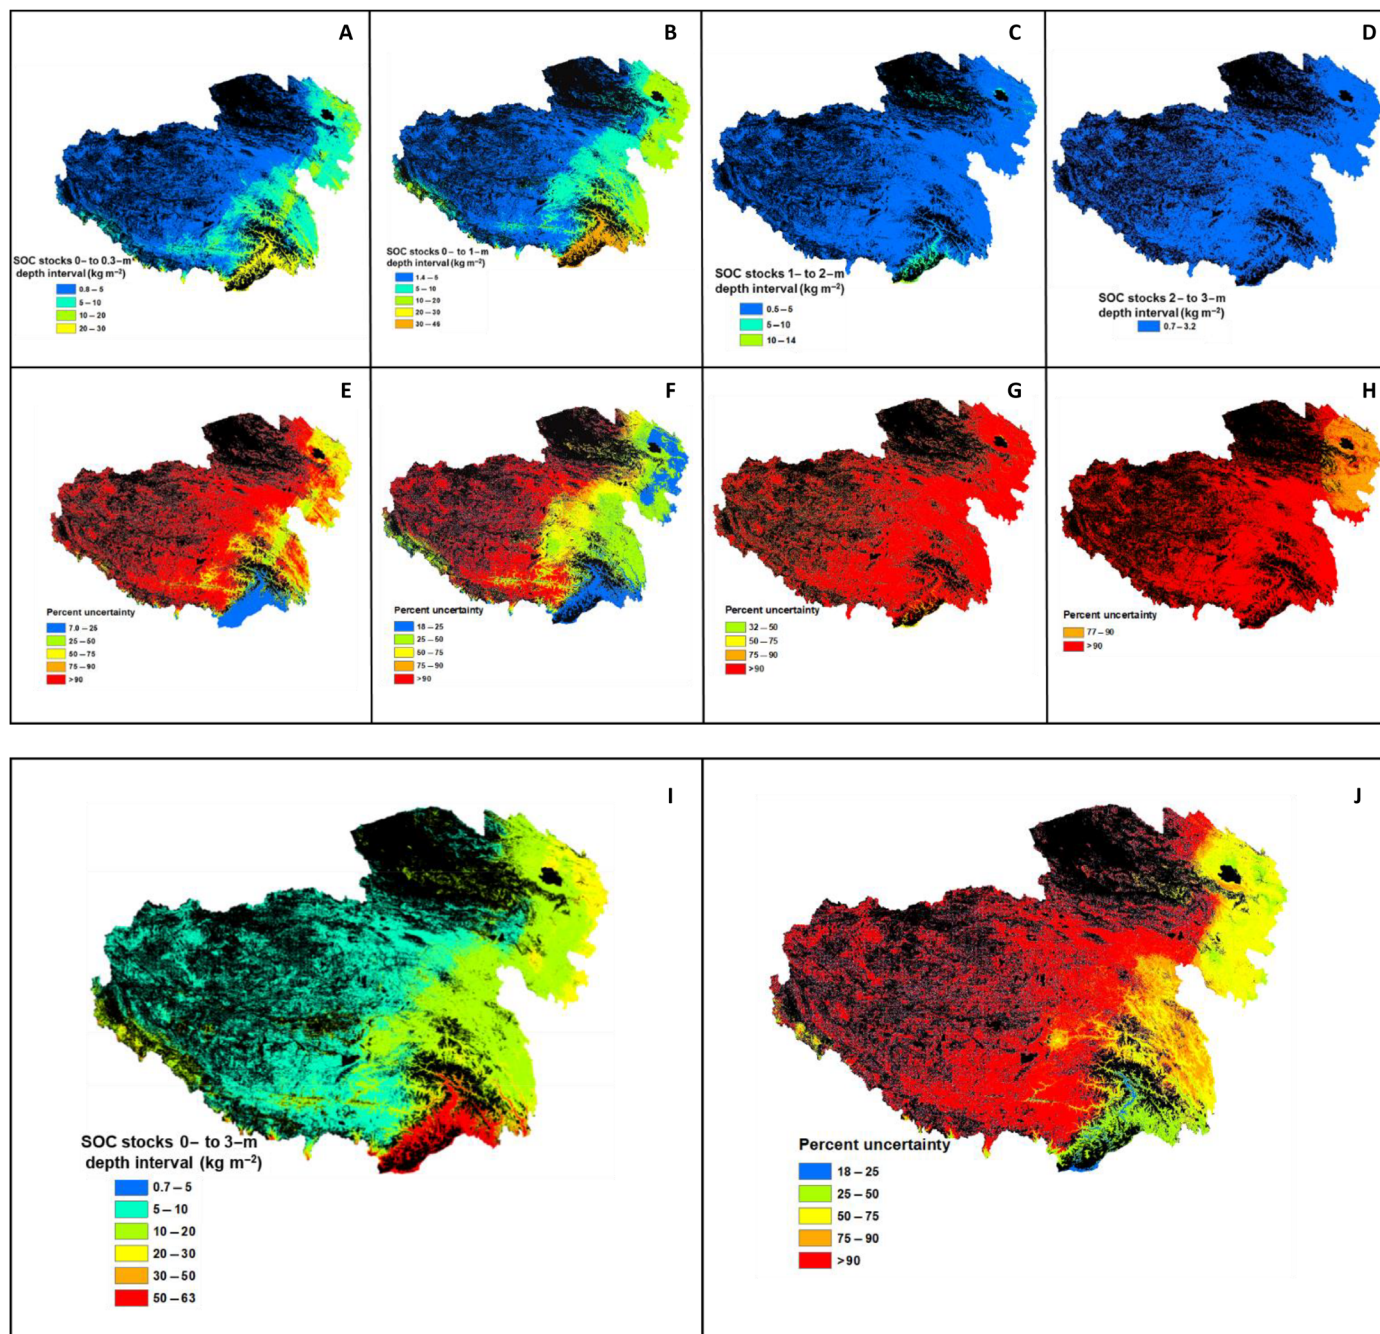 A
SOC stocks 0– to 0.3–m
depth interval (kg m⁻²)
0.8 – 5
5 – 10
10 – 20
20 – 30
B
SOC stocks 0– to 1–m
depth interval (kg m⁻²)
1.4 – 5
5 – 10
10 – 20
20 – 30
30 – 46
C
SOC stocks 1– to 2–m
depth interval (kg m⁻²)
0.5 – 5
5 – 10
10 – 14
D
SOC stocks 2– to 3–m
depth interval (kg m⁻²)
0.7 – 3.2
E
Percent uncertainty
7.0 – 25
25 – 50
50 – 75
75 – 90
>90
F
Percent uncertainty
18 – 25
25 – 50
50 – 75
75 – 90
>90
G
Percent uncertainty
32 – 50
50 – 75
75 – 90
>90
H
Percent uncertainty
77 – 90
>90
I
SOC stocks 0– to 3–m
depth interval (kg m⁻²)
0.7 – 5
5 – 10
10 – 20
20 – 30
30 – 50
50 – 63
J
Percent uncertainty
18 – 25
25 – 50
50 – 75
75 – 90
>90